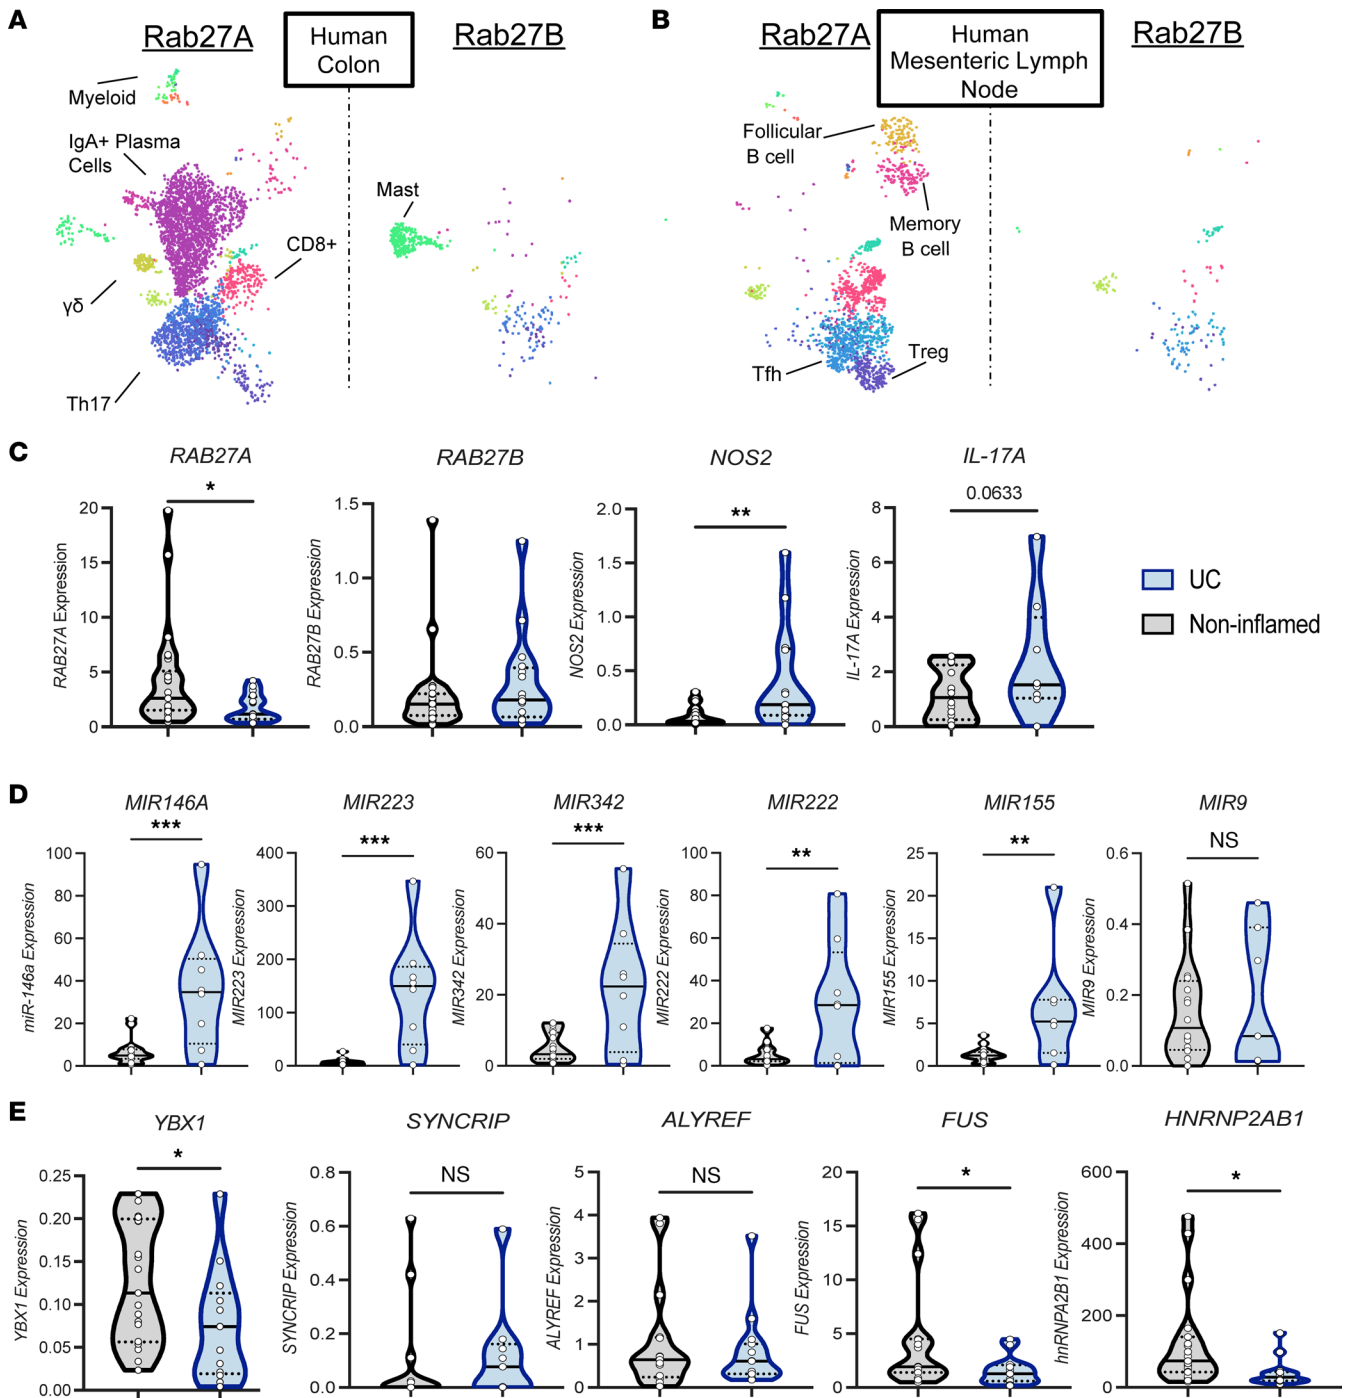 A
Rab27A
Human
Colon
Rab27B
Myeloid
IgA+ Plasma
Cells
Mast
CD8+
γδ
Th17
B
Rab27A
Human
Mesenteric Lymph
Node
Rab27B
Follicular
B cell
Memory
B cell
Treg
Tfh
C
RAB27A
*
RAB27A Expression
20
15
10
5
0
RAB27B
RAB27B Expression
1.5
1.0
0.5
0.0
NOS2
**
NOS2 Expression
2.0
1.5
1.0
0.5
0.0
IL-17A
0.0633
IL-17A Expression
8
6
4
2
0
UC
Non-inflamed
D
MIR146A
***
miR-146a Expression
100
80
60
40
20
0
MIR223
***
MIR223 Expression
400
300
200
100
0
MIR342
***
MIR342 Expression
60
40
20
0
MIR222
**
MIR222 Expression
100
80
60
40
20
0
MIR155
**
MIR155 Expression
25
20
15
10
5
0
MIR9
NS
MIR9 Expression
0.6
0.4
0.2
0.0
E
YBX1
*
YBX1 Expression
0.25
0.20
0.15
0.10
0.05
0.00
SYNCRIP
NS
SYNCRIP Expression
0.8
0.6
0.4
0.2
0.0
ALYREF
NS
ALYREF Expression
5
4
3
2
1
0
FUS
*
FUS Expression
20
15
10
5
0
HNRNP2AB1
*
hnRNPA2B1 Expression
600
400
200
0